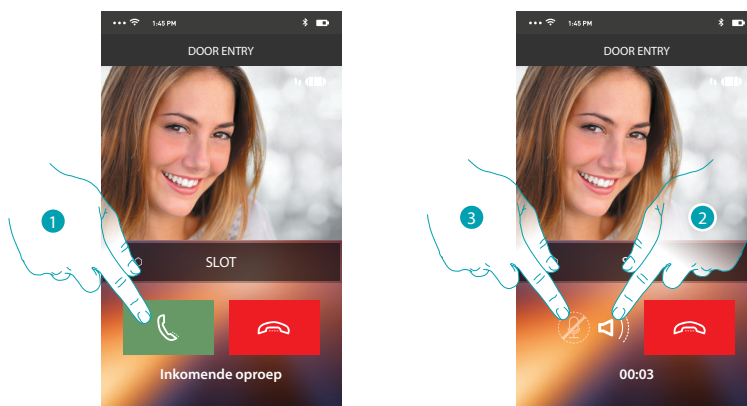 1:45 PM
DOOR ENTRY
1
SLOT
Inkomende oproep
1:45 PM
DOOR ENTRY
3
2
00:03